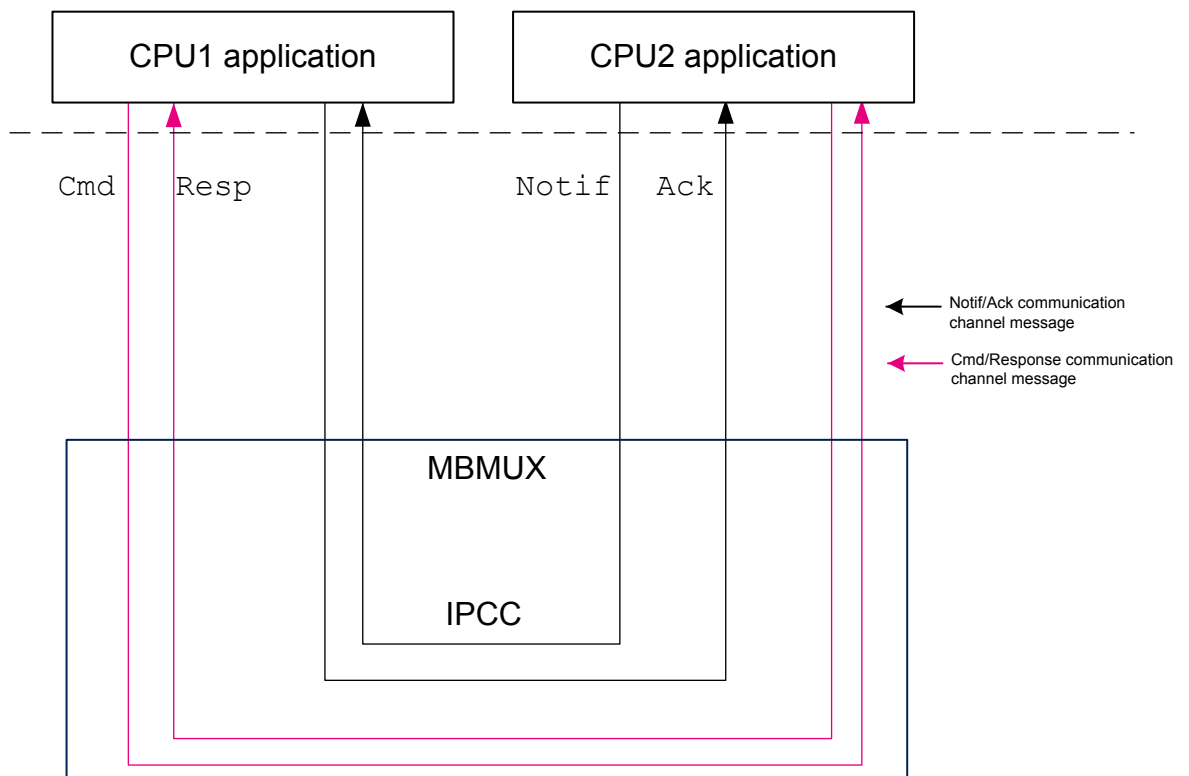 CPU1 application
CPU2 application
Cmd
Resp
Notif
Ack
Notif/Ack communication
channel message
Cmd/Response communication
channel message
MBMUX
IPCC